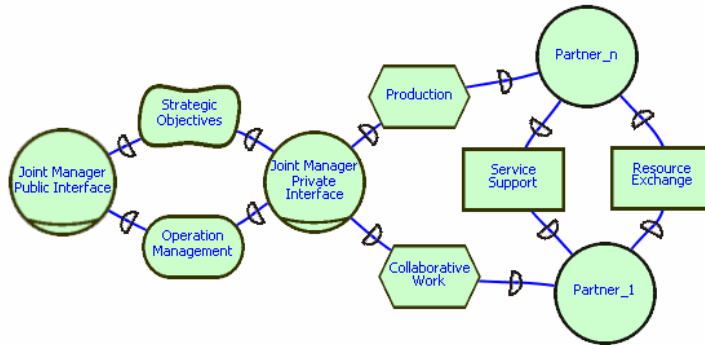 Partner_n
Production
Strategic
Objectives
Joint Manager
Public Interface
Joint Manager
Private
Interface
Service
Support
Resource
Exchange
Operation
Management
Collaborative
Work
Partner_1